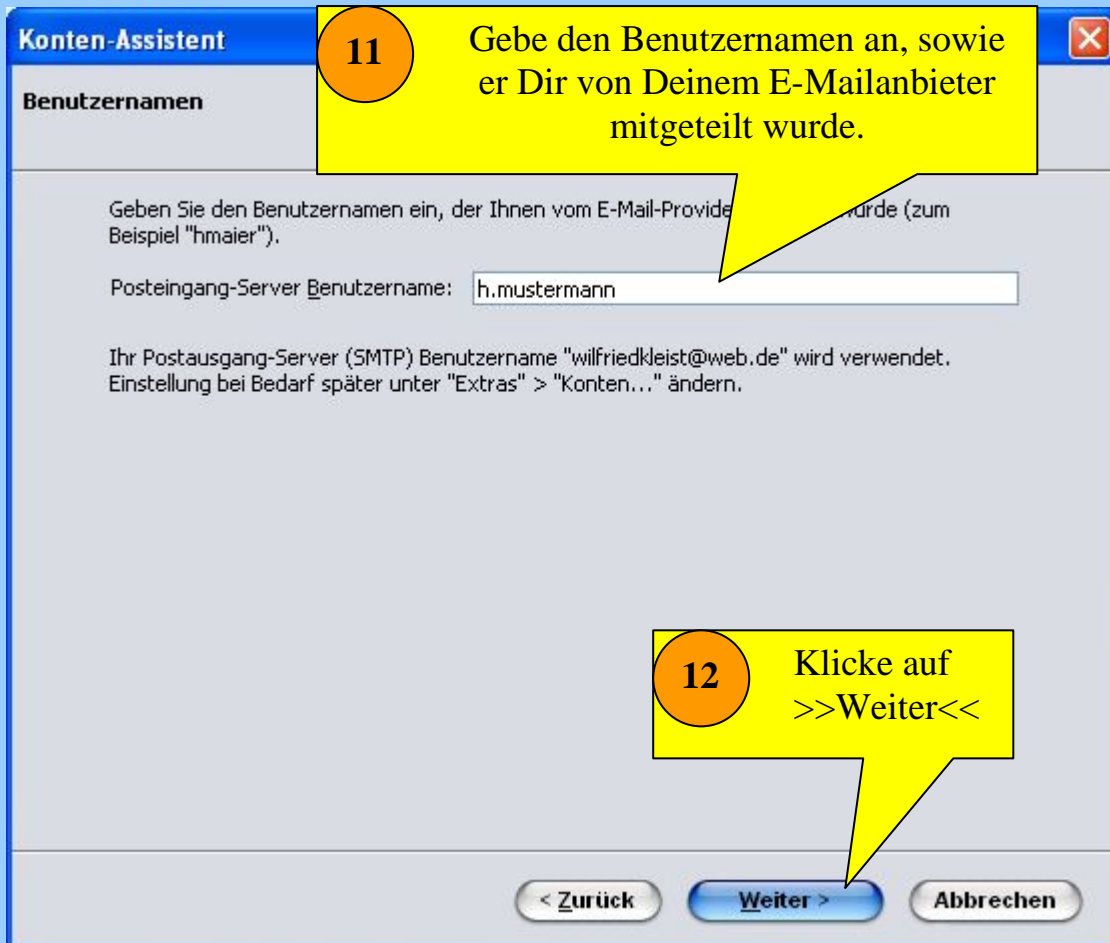 Konten-Assistent
11
Gebe den Benutzernamen an, sowie
er Dir von Deinem E-Mailanbieter
mitgeteilt wurde.
Benutzernamen
Geben Sie den Benutzernamen ein, der Ihnen vom E-Mail-Provide wurde (zum
Beispiel "hmaier").
Posteingang-Server Benutzername: h.mustermann
Ihr Postausgang-Server (SMTP) Benutzername "wilfriedkleist@web.de" wird verwendet.
Einstellung bei Bedarf später unter "Extras" > "Konten..." ändern.
12
Klicke auf
>>Weiter<<
< Zurück Weiter > Abbrechen